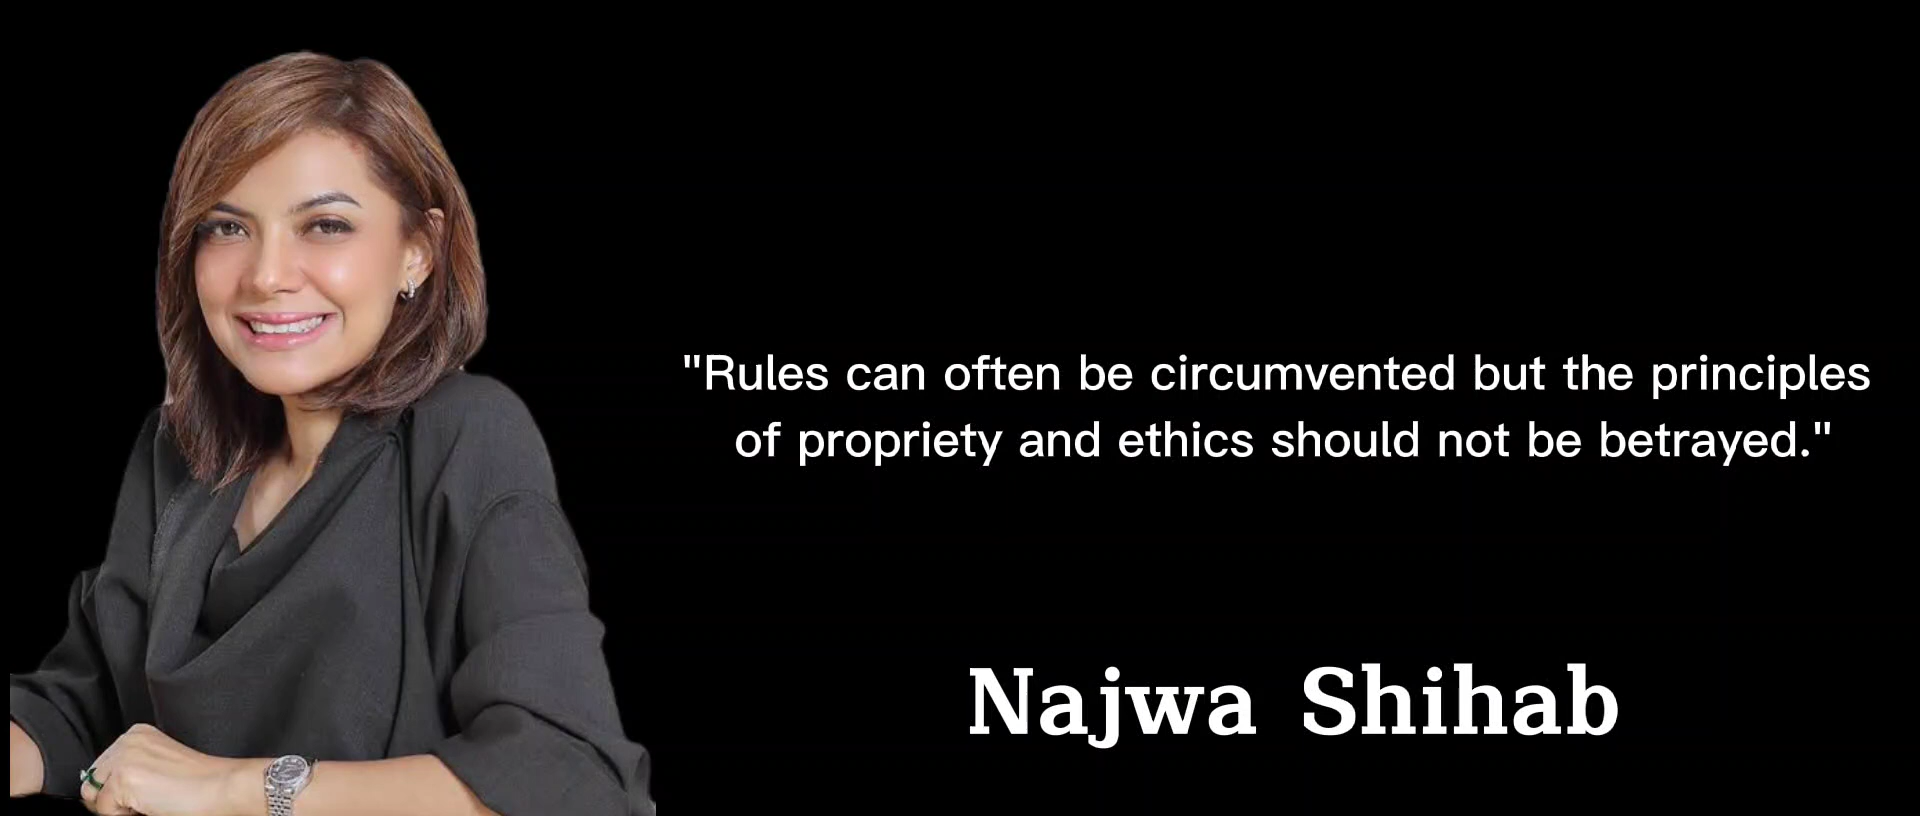 "Rules can often be circumvented but the principles
of propriety and ethics should not be betrayed."
Najwa Shihab